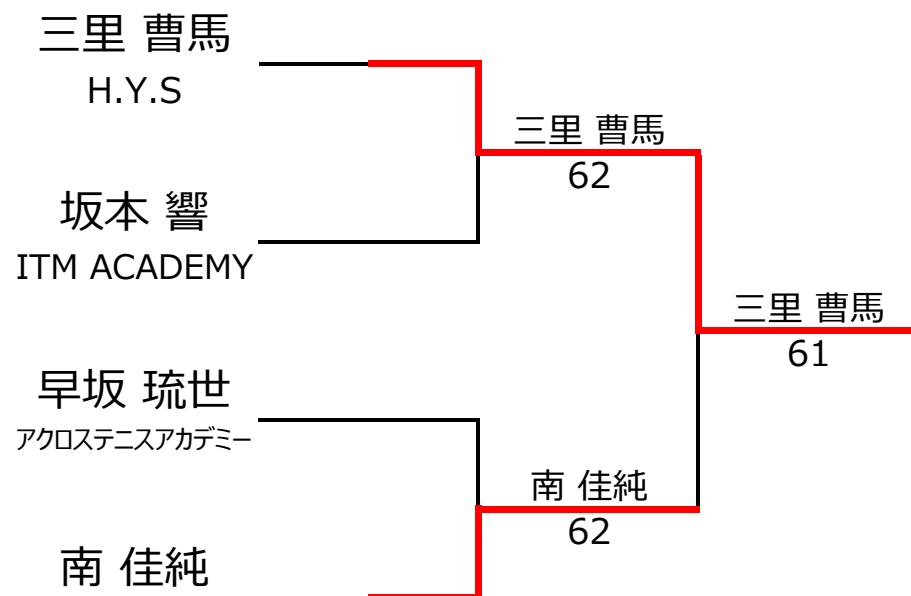 三里 曹馬
H.Y.S
三里 曹馬
62
坂本 響
ITM ACADEMY
三里 曹馬
61
早坂 琉世
アクロステニスアカデミー
南 佳純
62
南 佳純